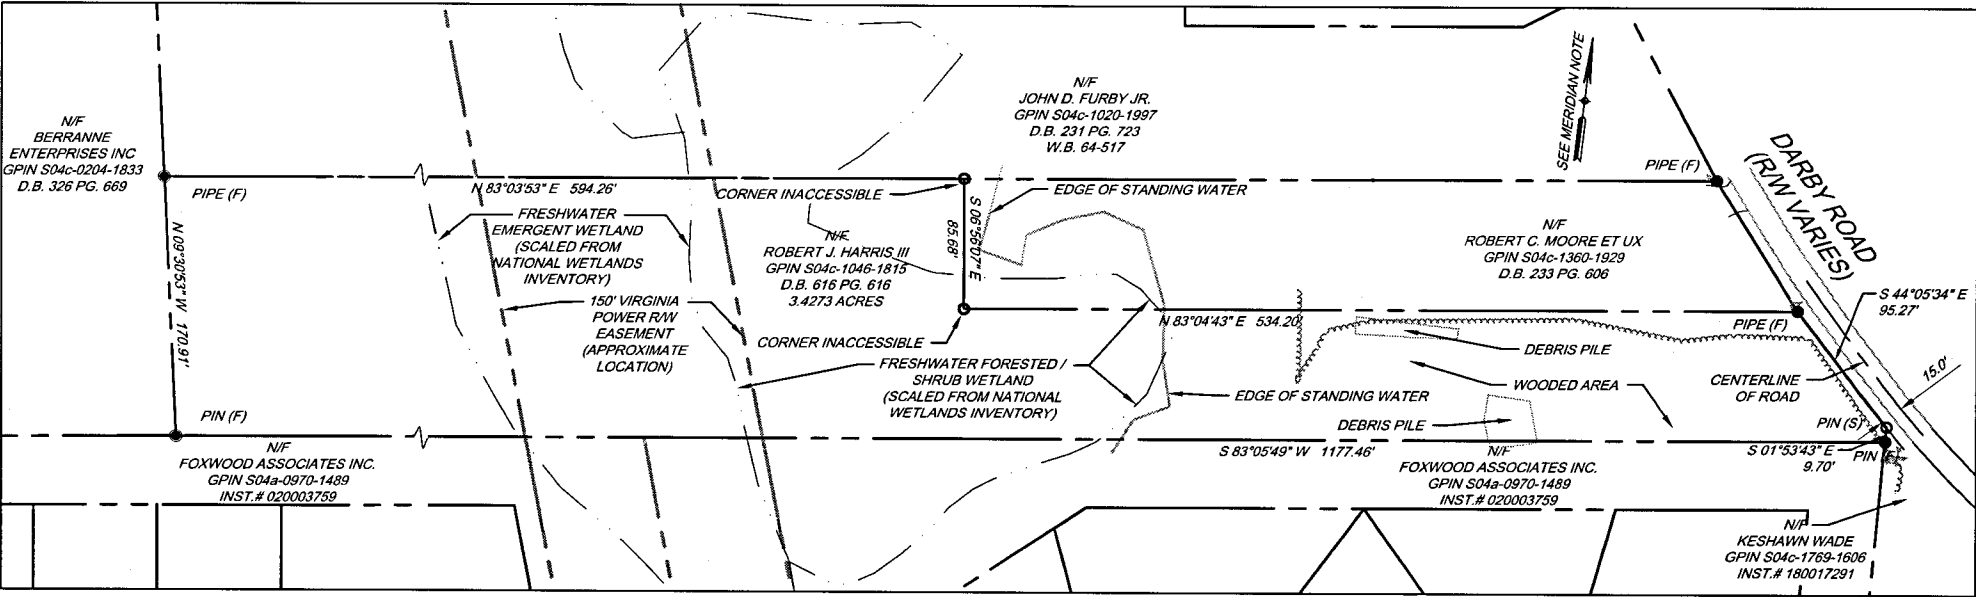 N/F
BERRANNE
ENTERPRISES INC
GPIN S04c-0204-1833
D.B. 326 PG. 669
N/F
JOHN D. FURBY JR.
GPIN S04c-1020-1997
D.B. 231 PG. 723
W.B. 64-517
SEE MERIDIAN NOTE
DARBY ROAD
(R/W VARIES)
PIPE (F)
PIPE (F)
N 83°03'53" E 594.26'
CORNER INACCESSIBLE
EDGE OF STANDING WATER
N 09°30'53" W 170.91'
FRESHWATER
EMERGENT WETLAND
(SCALED FROM
NATIONAL WETLANDS
INVENTORY)
N/F
ROBERT J. HARRIS III
GPIN S04c-1046-1815
D.B. 616 PG. 616
3.4273 ACRES
S 06°56'07" E
85.68'
N/F
ROBERT C. MOORE ET UX
GPIN S04c-1360-1929
D.B. 233 PG. 606
S 44°05'34" E
95.27'
150' VIRGINIA
POWER R/W
EASEMENT
(APPROXIMATE
LOCATION)
CORNER INACCESSIBLE
N 83°04'43" E 534.20'
PIPE (F)
FRESHWATER FORESTED /
SHRUB WETLAND
(SCALED FROM NATIONAL
WETLANDS INVENTORY)
DEBRIS PILE
WOODED AREA
CENTERLINE
OF ROAD
15.0'
EDGE OF STANDING WATER
DEBRIS PILE
PIN (F)
PIN (S)
N/F
FOXWOOD ASSOCIATES INC.
GPIN S04a-0970-1489
INST.# 020003759
S 83°05'49" W 1177.46'
N/F
FOXWOOD ASSOCIATES INC.
GPIN S04a-0970-1489
INST.# 020003759
S 01°53'43" E
9.70'
PIN (F)
N/F
KESHAWN WADE
GPIN S04c-1769-1606
INST.# 180017291